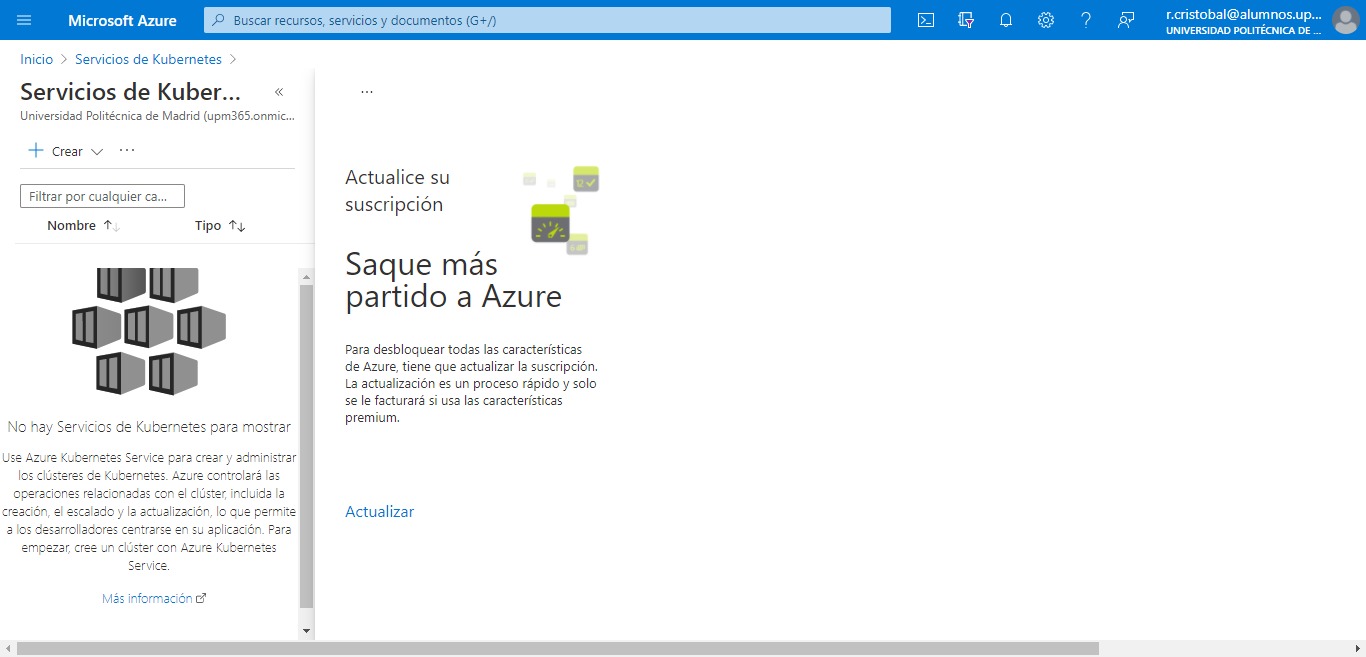 Microsoft Azure
Buscar recursos, servicios y documentos (G+/)
r.cristobal@alumnos.up...
UNIVERSIDAD POLITÉCNICA DE ...
Inicio > Servicios de Kubernetes >
Servicios de Kuber... «
Universidad Politécnica de Madrid (upm365.onmic...
+ Crear ...
Filtrar por cualquier ca...
Nombre ↑↓ Tipo ↑↓
No hay Servicios de Kubernetes para mostrar
Use Azure Kubernetes Service para crear y administrar
los clústeres de Kubernetes. Azure controlará las
operaciones relacionadas con el clúster, incluida la
creación, el escalado y la actualización, lo que permite
a los desarrolladores centrarse en su aplicación. Para
empezar, cree un clúster con Azure Kubernetes
Service.
Más información
...
Actualice su
suscripción
12
Saque más
partido a Azure
Para desbloquear todas las características
de Azure, tiene que actualizar la suscripción.
La actualización es un proceso rápido y solo
se le facturará si usa las características
premium.
Actualizar